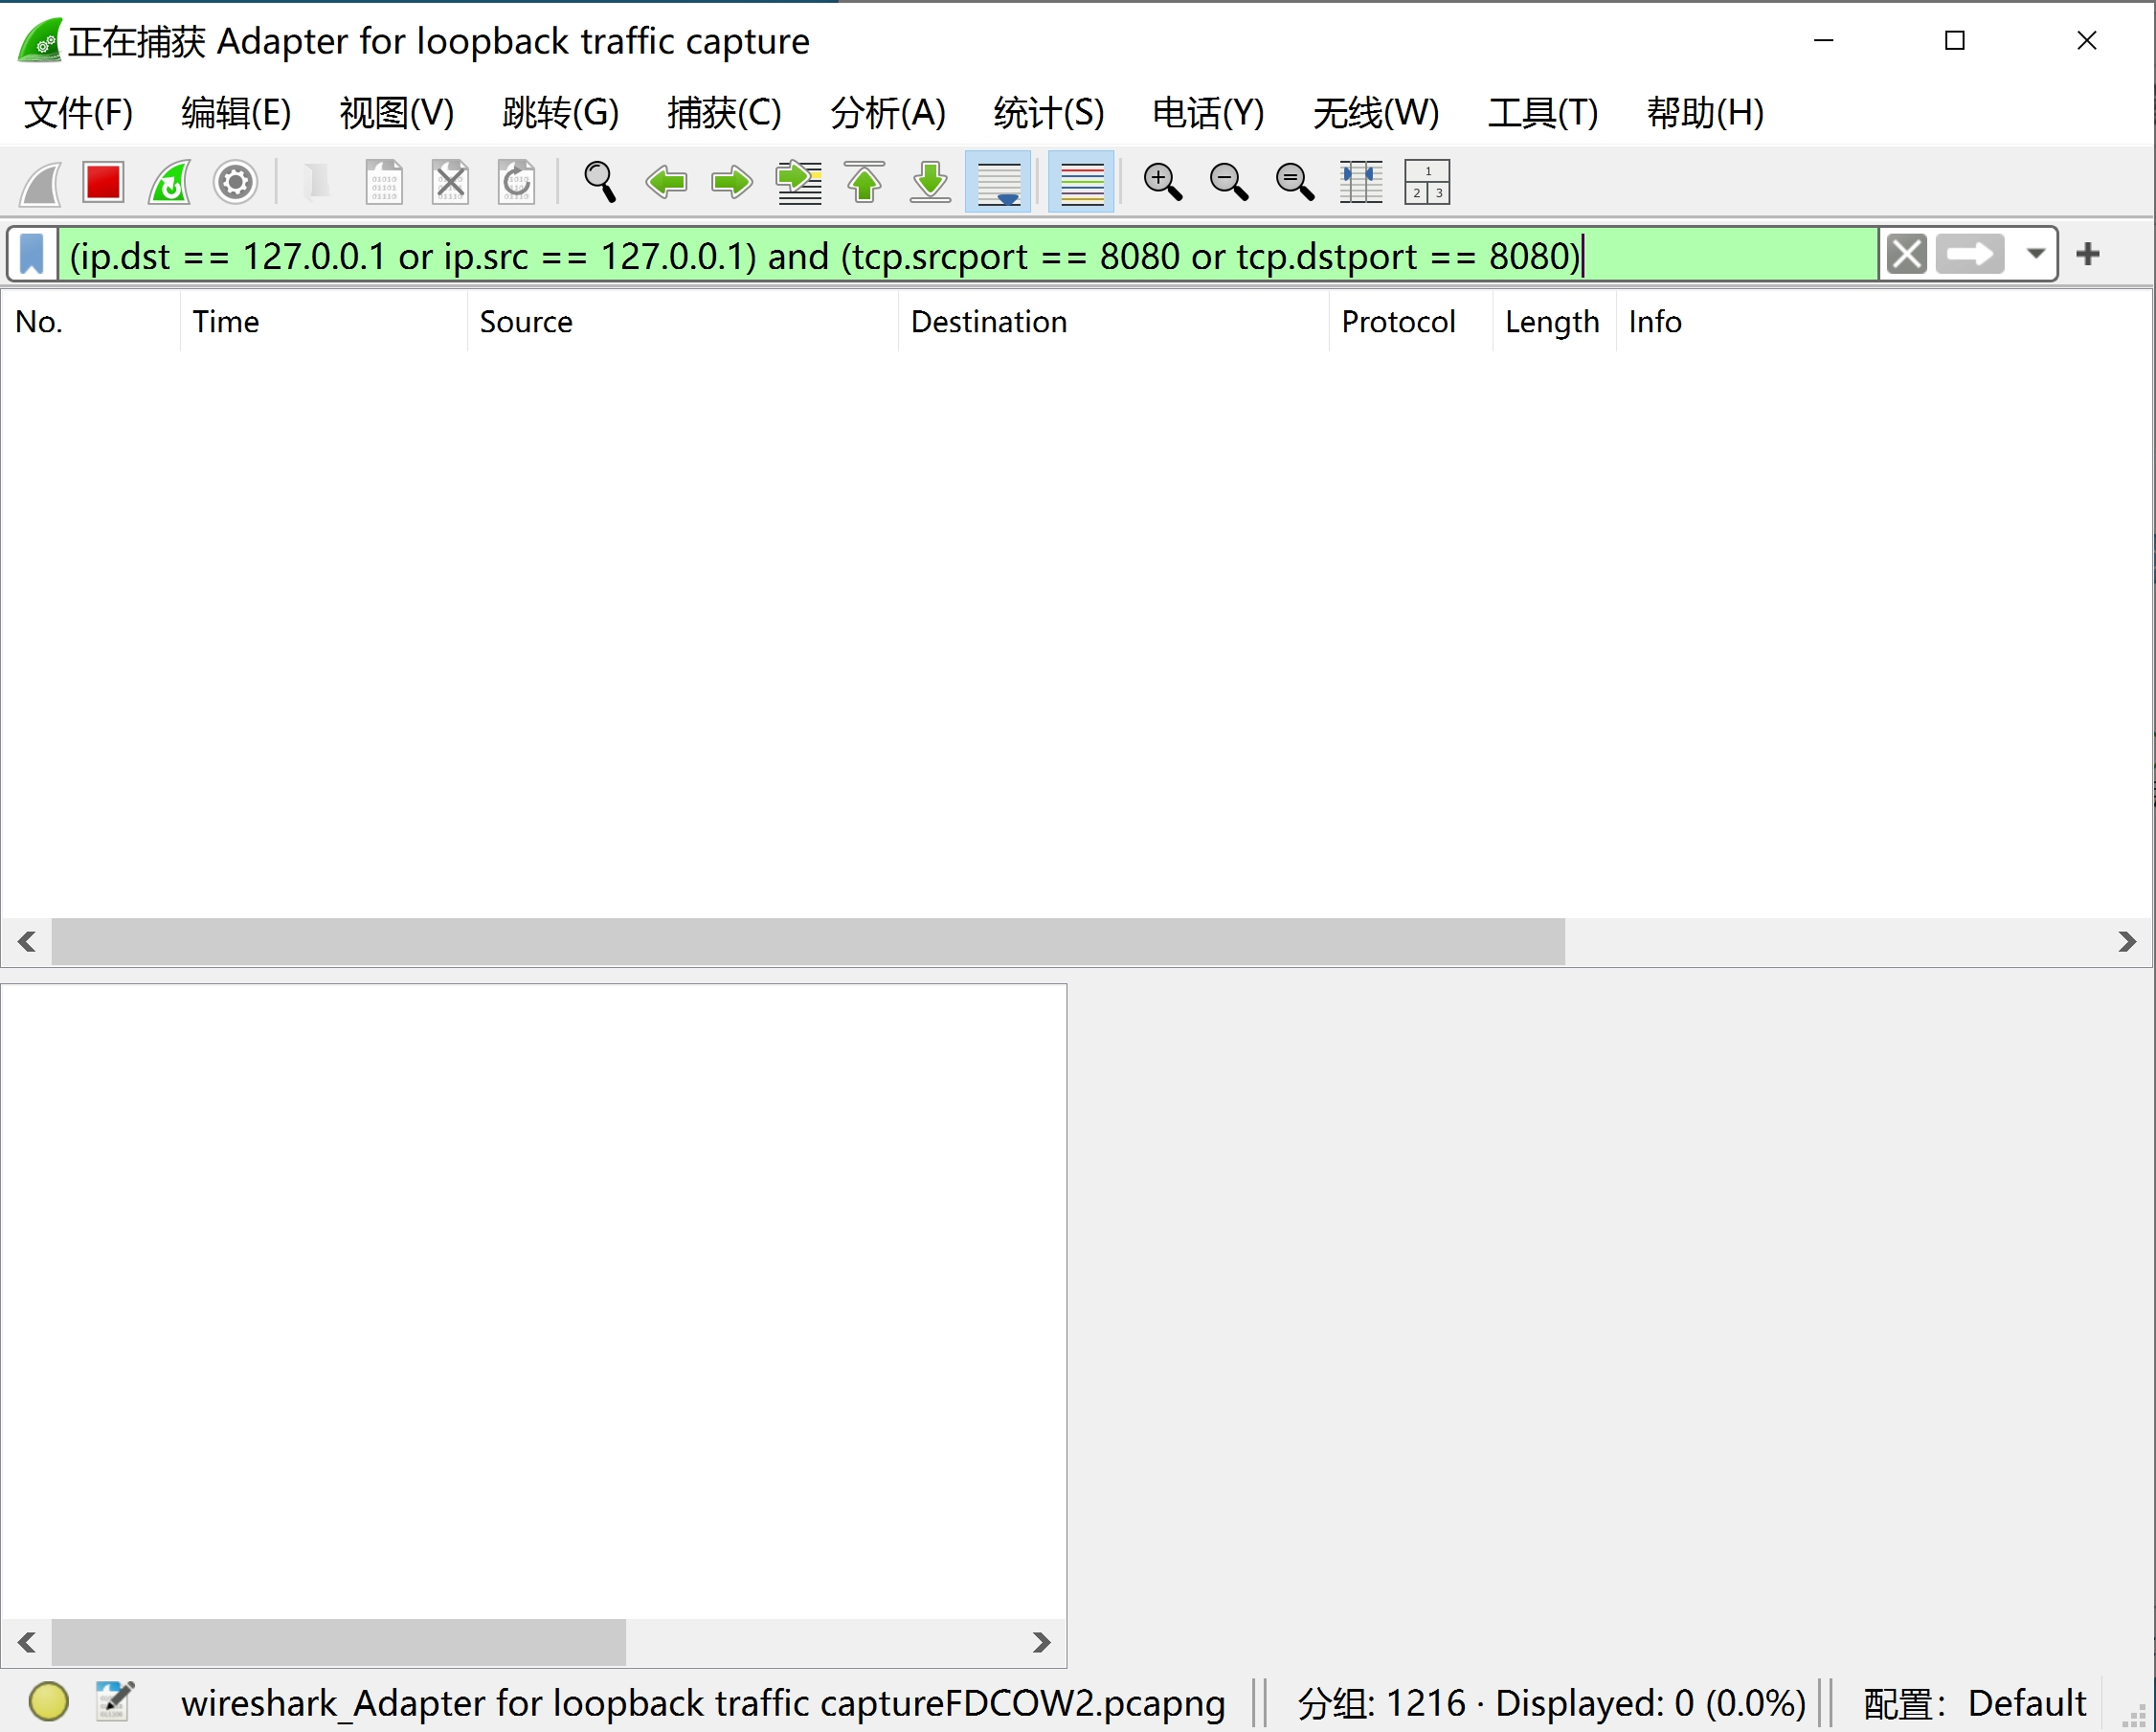 正在捕获 Adapter for loopback traffic capture
文件(F) 编辑(E) 视图(V) 跳转(G) 捕获(C) 分析(A) 统计(S) 电话(Y) 无线(W) 工具(T) 帮助(H)
(ip.dst == 127.0.0.1 or ip.src == 127.0.0.1) and (tcp.srcport == 8080 or tcp.dstport == 8080)
No. Time Source Destination Protocol Length Info
wireshark_Adapter for loopback traffic captureFDCOW2.pcapng 分组: 1216 · Displayed: 0 (0.0%) 配置: Default